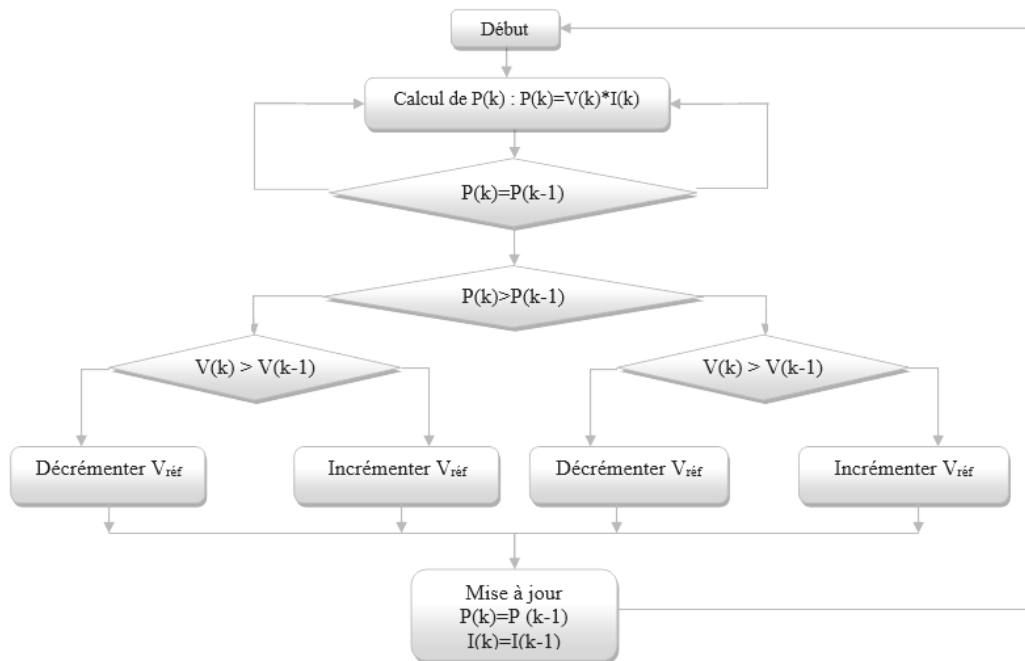 Début
Calcul de P(k) : P(k)=V(k)*I(k)
P(k)=P(k-1)
P(k)>P(k-1)
V(k) > V(k-1)
V(k) > V(k-1)
Décrémenter Vréf
Incrémenter Vréf
Décrémenter Vréf
Incrémenter Vréf
Mise à jour
P(k)=P (k-1)
I(k)=I(k-1)